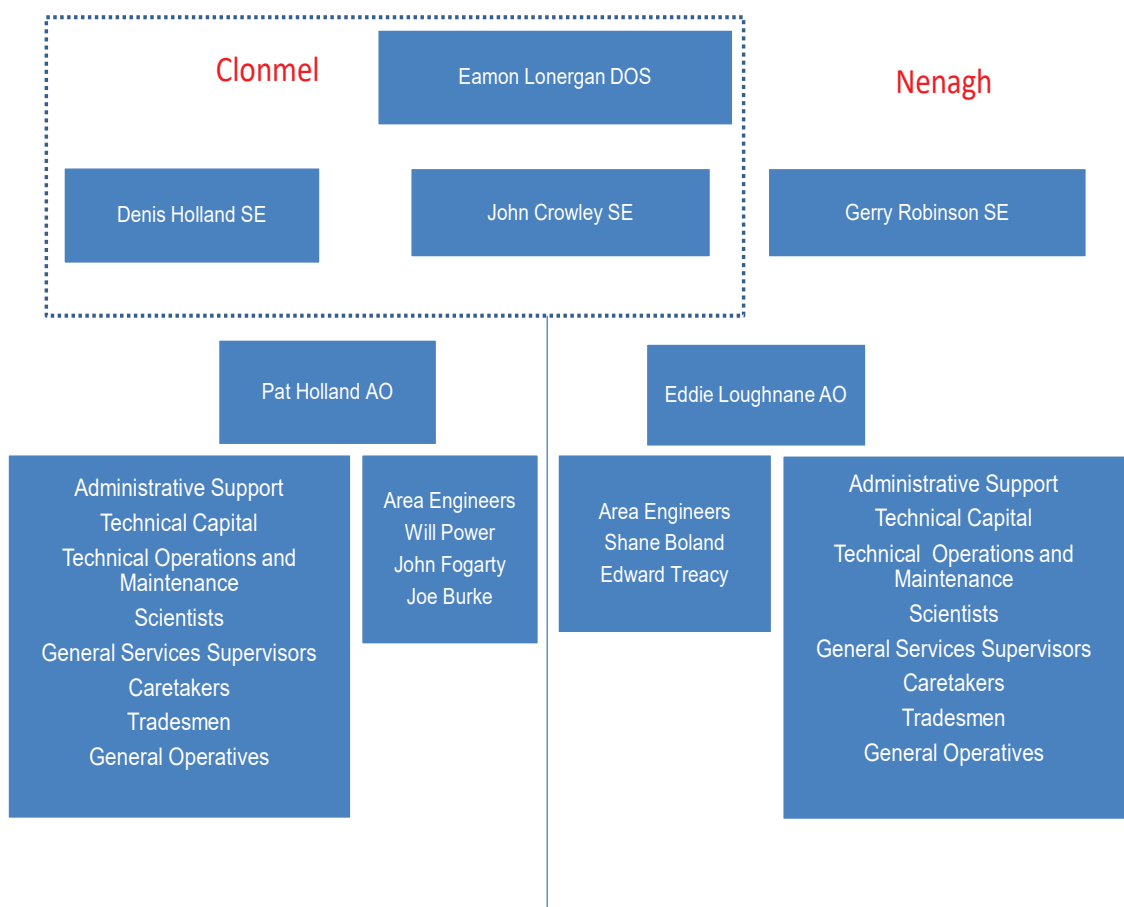 Clonmel
Eamon Lonergan DOS
Nenagh
Denis Holland SE
John Crowley SE
Gerry Robinson SE
Pat Holland AO
Eddie Loughnane AO
Administrative Support
Technical Capital
Technical Operations and
Maintenance
Scientists
General Services Supervisors
Caretakers
Tradesmen
General Operatives
Area Engineers
Will Power
John Fogarty
Joe Burke
Area Engineers
Shane Boland
Edward Treacy
Administrative Support
Technical Capital
Technical Operations and
Maintenance
Scientists
General Services Supervisors
Caretakers
Tradesmen
General Operatives